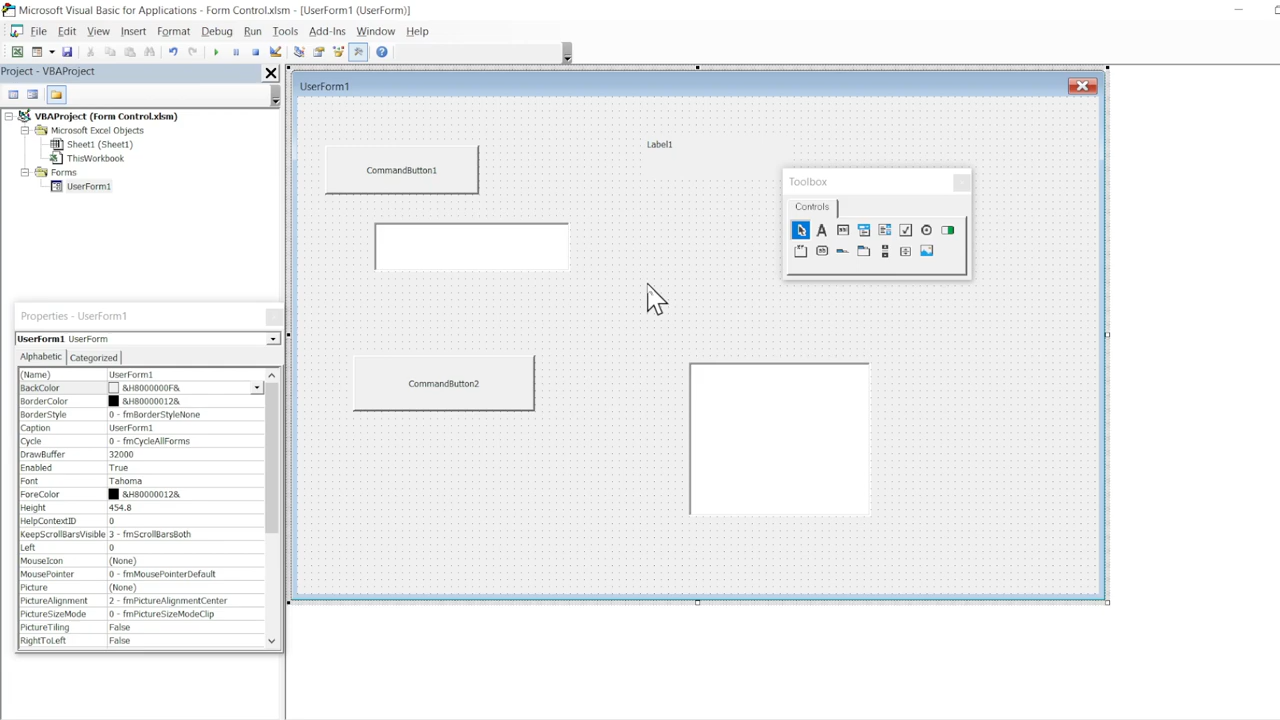 Microsoft Visual Basic for Applications - Form Control.xlsm - [UserForm1 (UserForm)]
File Edit View Insert Format Debug Run Tools Add-Ins Window Help
Project - VBAProject
VBAProject (Form Control.xlsm)
Microsoft Excel Objects
Sheet1 (Sheet1)
ThisWorkbook
Forms
UserForm1
Properties - UserForm1
UserForm1 UserForm
Alphabetic Categorized
(Name) UserForm1
BackColor &H8000000F&
BorderColor &H80000012&
BorderStyle 0 - fmBorderStyleNone
Caption UserForm1
Cycle 0 - fmCycleAllForms
DrawBuffer 32000
Enabled True
Font Tahoma
ForeColor &H80000012&
Height 454.8
HelpContextID 0
KeepScrollBarsVisible 3 - fmScrollBarsBoth
Left 0
MouseIcon (None)
MousePointer 0 - fmMousePointerDefault
Picture (None)
PictureAlignment 2 - fmPictureAlignmentCenter
PictureSizeMode 0 - fmPictureSizeModeClip
PictureTiling False
RightToLeft False
UserForm1
CommandButton1
Label1
CommandButton2
Toolbox
Controls